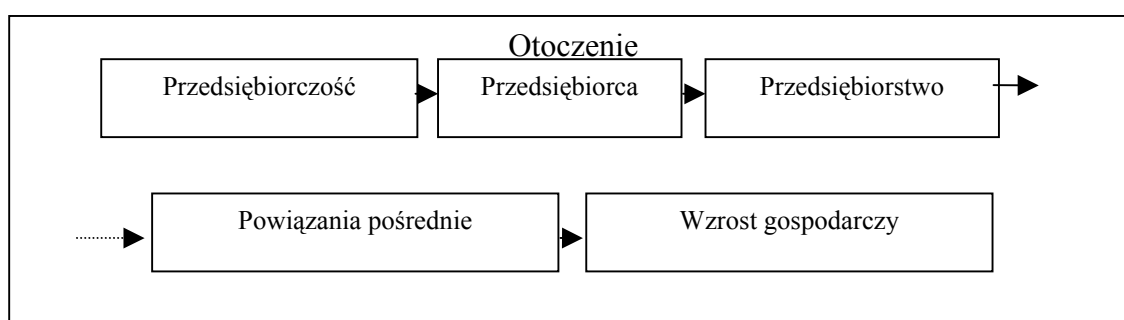 Otoczenie
Przedsiębiorczość
Przedsiębiorca
Przedsiębiorstwo
Powiązania pośrednie
Wzrost gospodarczy